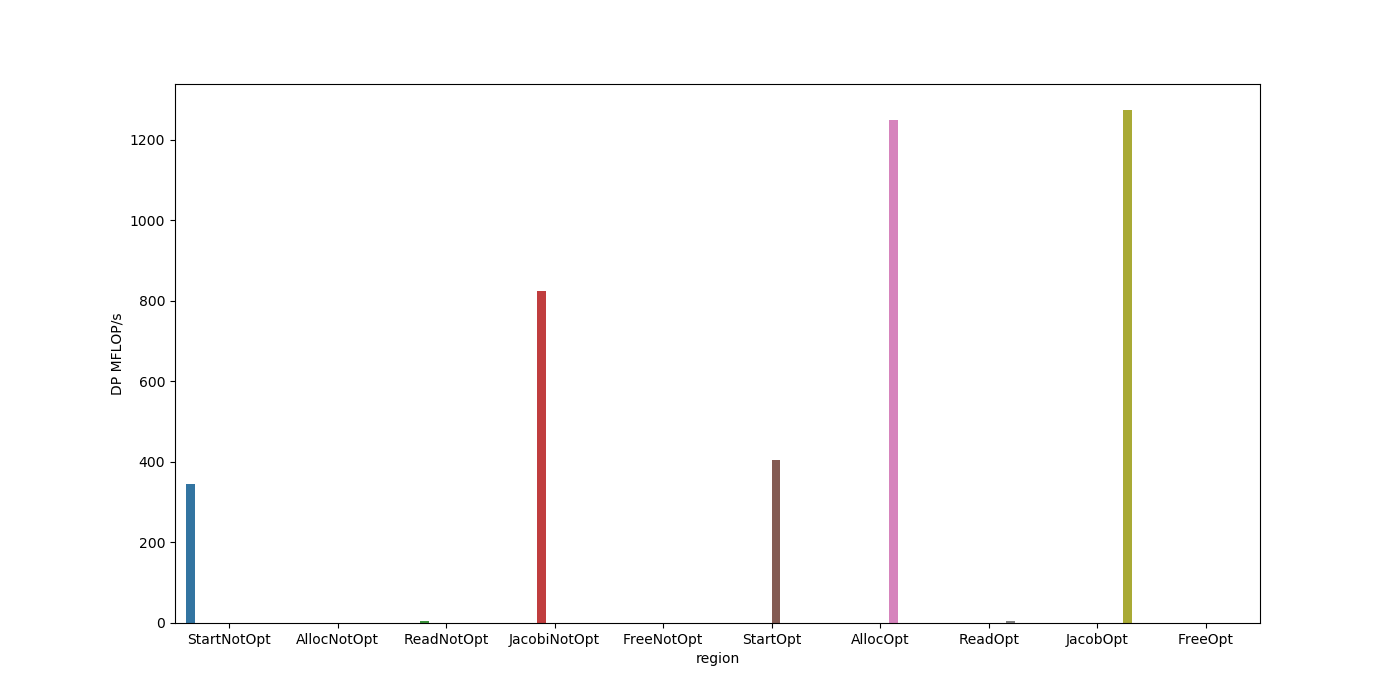 1200
1000
800
600
400
200
0
DP MFLOP/s
StartNotOpt AllocNotOpt ReadNotOpt JacobiNotOpt FreeNotOpt StartOpt AllocOpt ReadOpt JacobOpt FreeOpt
region